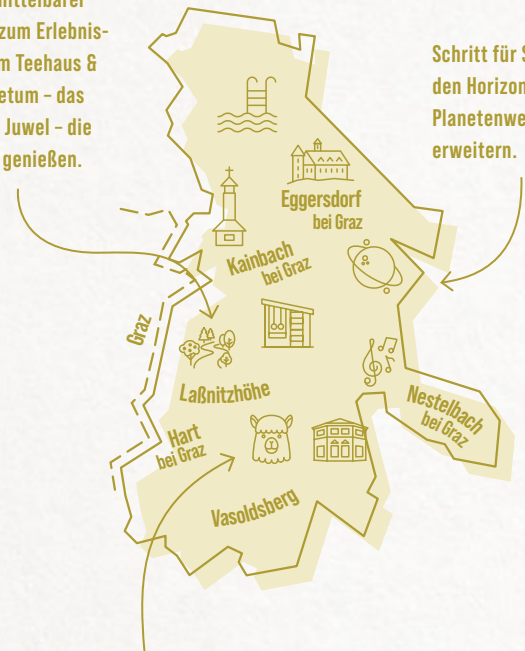 zum Erlebnis-
m Teehaus &
etum – das
Juwel – die
genießen.
Schritt für S
den Horizon
Planetenwe
erweitern.
Eggersdorf
bei Graz
Kainbach
bei Graz
Graz
Laßnitzhöhe
Nestelbach
bei Graz
Hart
bei Graz
Vasoldsberg